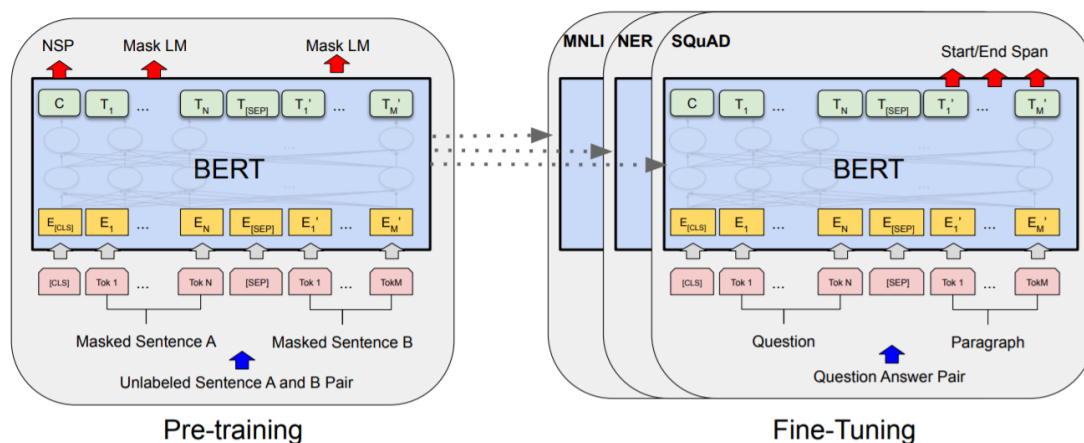 NSP Mask LM Mask LM
C T1 ... TN T[SEP] T1' ... TM'
BERT
E[CLS] E1 ... EN E[SEP] E1' ... EM'
[CLS] Tok 1 ... Tok N [SEP] Tok 1 ... TokM
Masked Sentence A Masked Sentence B
Unlabeled Sentence A and B Pair
Pre-training
MNLI NER SQuAD
Start/End Span
C T1 ... TN T[SEP] T1' ... TM'
BERT
E[CLS] E1 ... EN E[SEP] E1' ... EM'
[CLS] Tok 1 ... Tok N [SEP] Tok 1 ... TokM
Question Paragraph
Question Answer Pair
Fine-Tuning